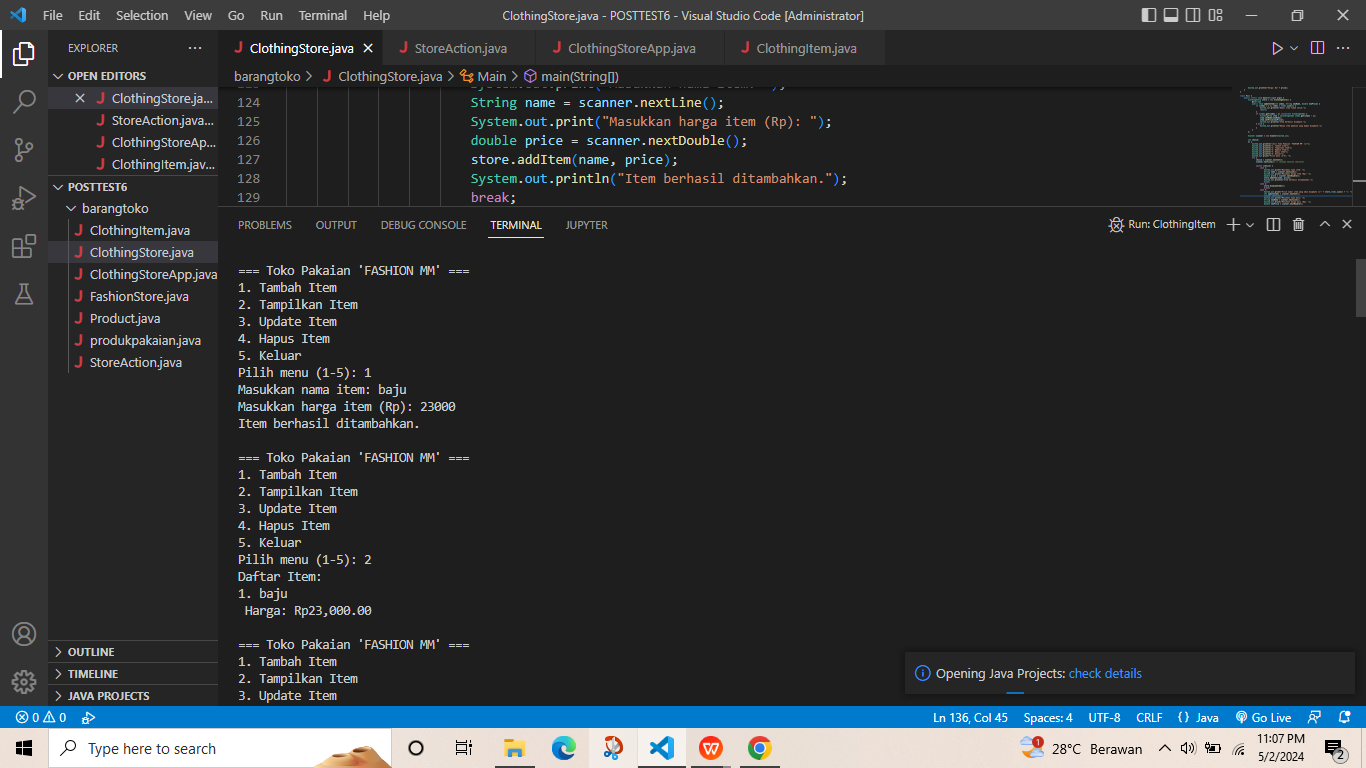 File Edit Selection View Go Run Terminal Help
ClothingStore.java - POSTTEST6 - Visual Studio Code [Administrator]
EXPLORER
OPEN EDITORS
ClothingStore.ja...
StoreAction.java...
ClothingStoreAp...
ClothingItem.jav...
POSTTEST6
barangtoko
ClothingItem.java
ClothingStore.java
ClothingStoreApp.java
FashionStore.java
Product.java
produkpakaian.java
StoreAction.java
OUTLINE
TIMELINE
JAVA PROJECTS
ClothingStore.java StoreAction.java ClothingStoreApp.java ClothingItem.java
barangtoko > ClothingStore.java > Main > main(String[])
124 String name = scanner.nextLine();
125 System.out.print("Masukkan harga item (Rp): ");
126 double price = scanner.nextDouble();
127 store.addItem(name, price);
128 System.out.println("Item berhasil ditambahkan.");
129 break;
PROBLEMS OUTPUT DEBUG CONSOLE TERMINAL JUPYTER
Run: ClothingItem
=== Toko Pakaian 'FASHION MM' ===
1. Tambah Item
2. Tampilkan Item
3. Update Item
4. Hapus Item
5. Keluar
Pilih menu (1-5): 1
Masukkan nama item: baju
Masukkan harga item (Rp): 23000
Item berhasil ditambahkan.
=== Toko Pakaian 'FASHION MM' ===
1. Tambah Item
2. Tampilkan Item
3. Update Item
4. Hapus Item
5. Keluar
Pilih menu (1-5): 2
Daftar Item:
1. baju
Harga: Rp23,000.00
=== Toko Pakaian 'FASHION MM' ===
1. Tambah Item
2. Tampilkan Item
3. Update Item
Opening Java Projects: check details
0 0
Ln 136, Col 45 Spaces: 4 UTF-8 CRLF {} Java Go Live
Type here to search
1
28°C Berawan
11:07 PM
5/2/2024
2